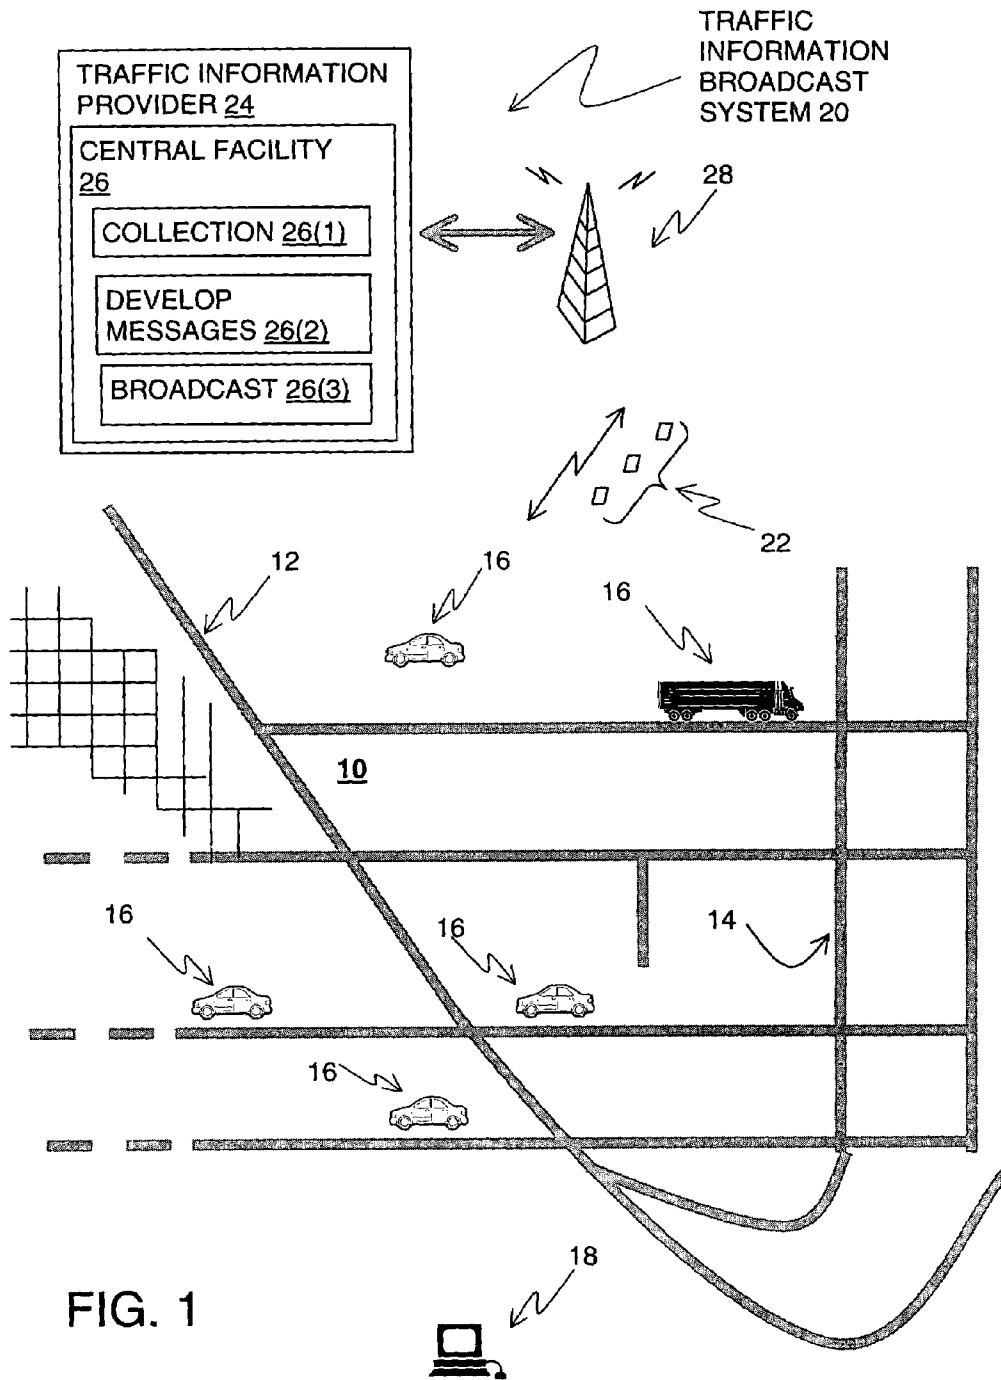 TRAFFIC
INFORMATION
BROADCAST
SYSTEM 20
TRAFFIC INFORMATION
PROVIDER 24
CENTRAL FACILITY
26
COLLECTION 26(1)
DEVELOP
MESSAGES 26(2)
BROADCAST 26(3)
28
22
12
16
16
10
16
16
14
16
18
FIG. 1